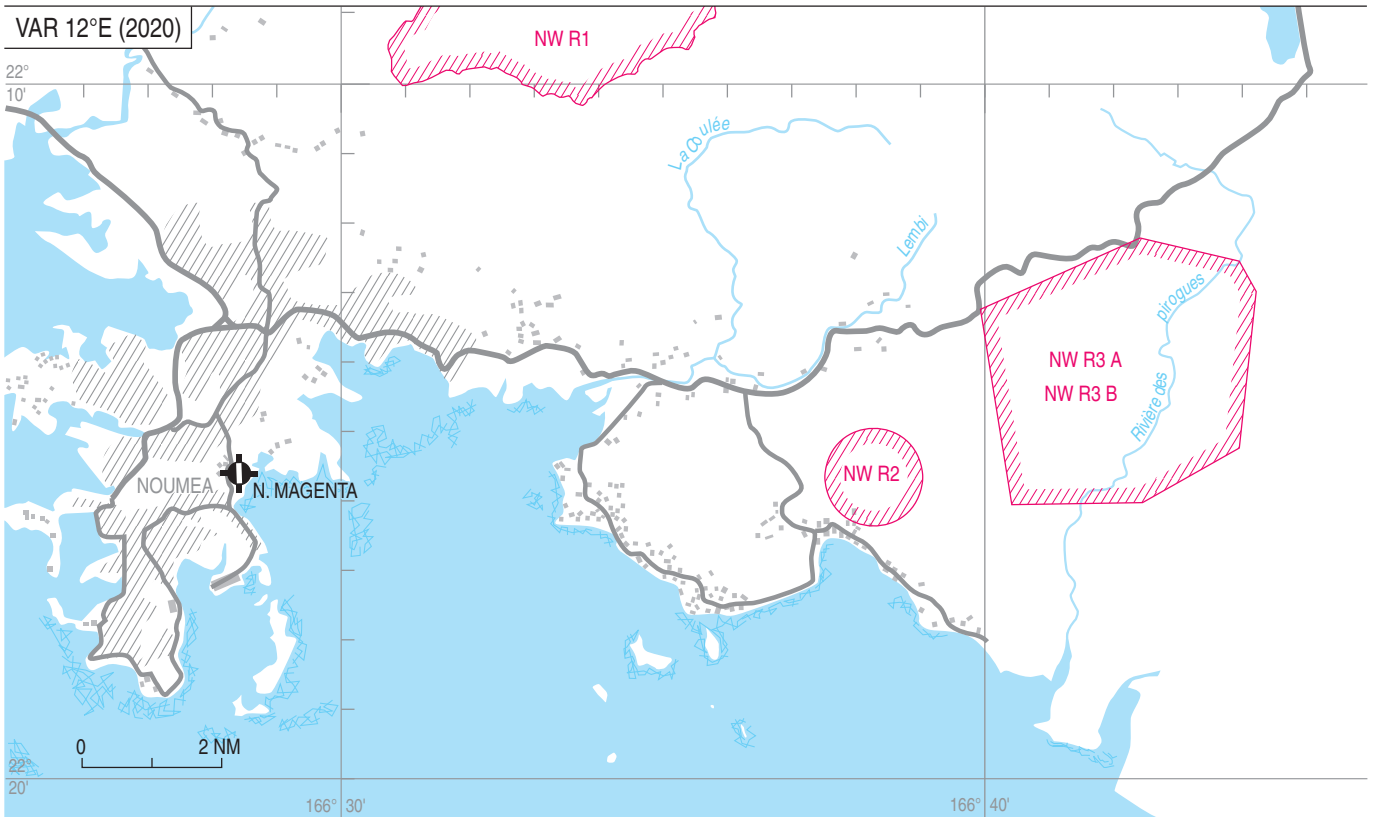 VAR 12°E (2020)
NW R1
22°
10'
La Coulée
Lembi
pirogues
NW R3 A
NW R3 B
Rivière des
NW R2
NOUMEA
N. MAGENTA
0 2 NM
22°
20'
166° 30'
166° 40'